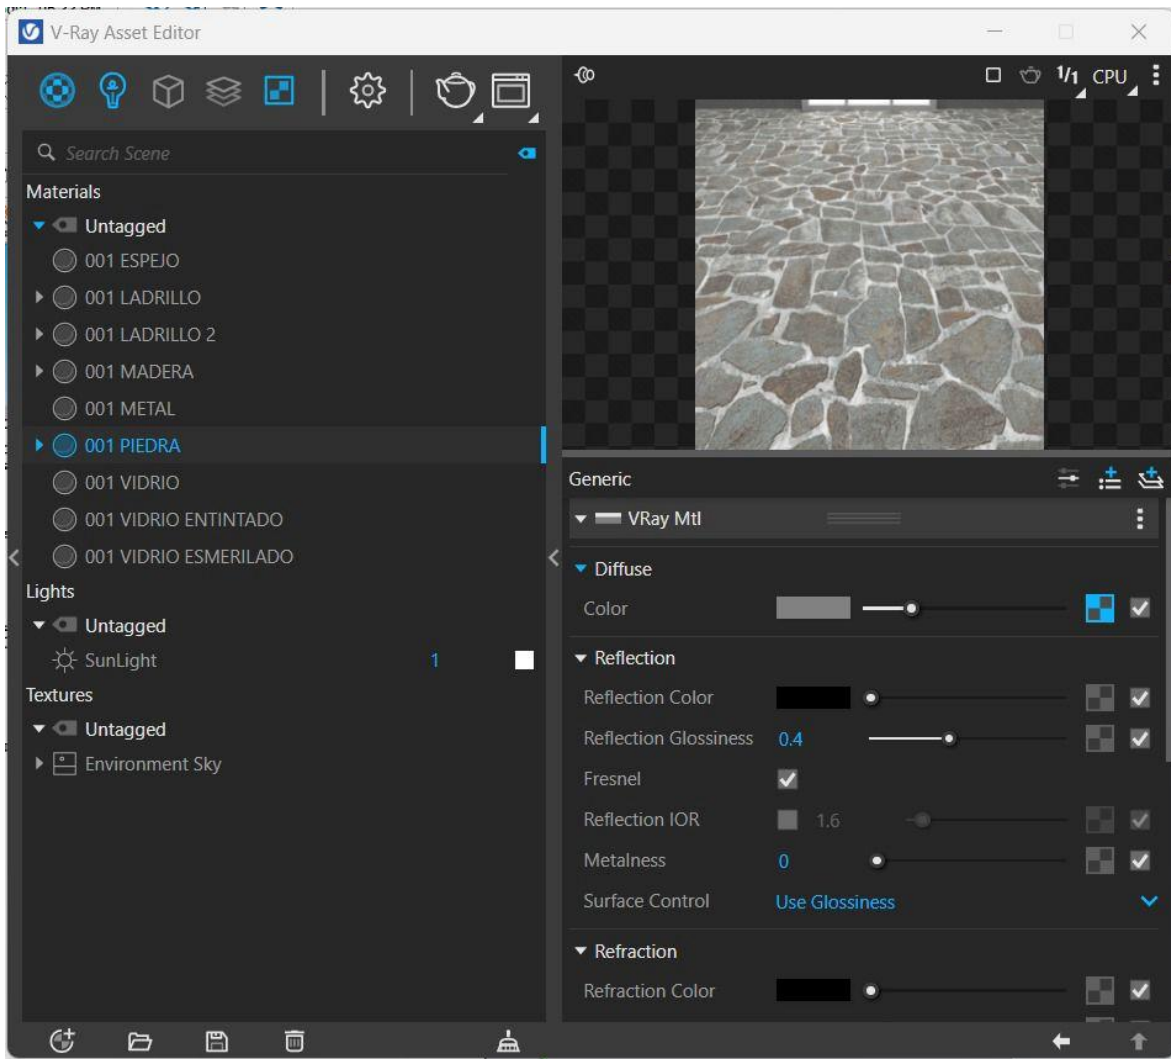 V-Ray Asset Editor
1/1 CPU
Search Scene
Materials
Untagged
001 ESPEJO
001 LADRILLO
001 LADRILLO 2
001 MADERA
001 METAL
001 PIEDRA
001 VIDRIO
001 VIDRIO ENTINTADO
001 VIDRIO ESMERILADO
Lights
Untagged
SunLight 1
Textures
Untagged
Environment Sky
Generic
VRay Mtl
Diffuse
Color
Reflection
Reflection Color
Reflection Glossiness 0.4
Fresnel
Reflection IOR 1.6
Metalness 0
Surface Control Use Glossiness
Refraction
Refraction Color